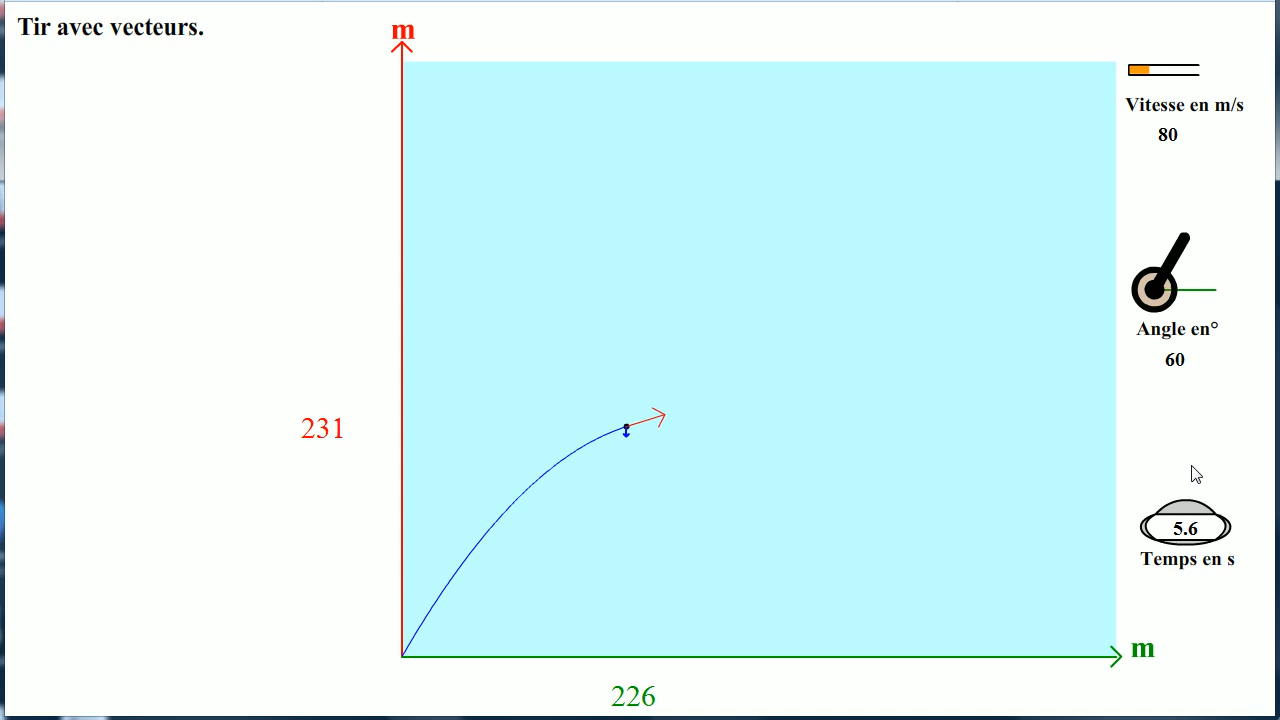 Tir avec vecteurs.
m
Vitesse en m/s
80
Angle en°
60
231
5.6
Temps en s
m
226